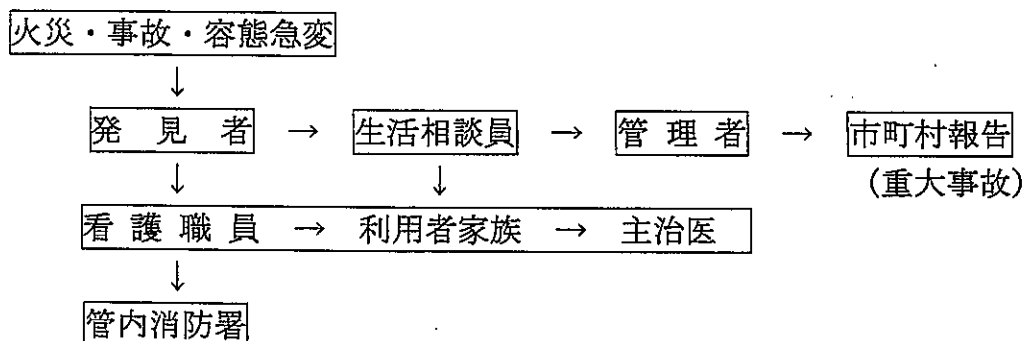 火災・事故・容態急変
↓
発見者 → 生活相談員 → 管理者 → 市町村報告
↓ ↓ (重大事故)
看護職員 → 利用者家族 → 主治医
↓
管内消防署